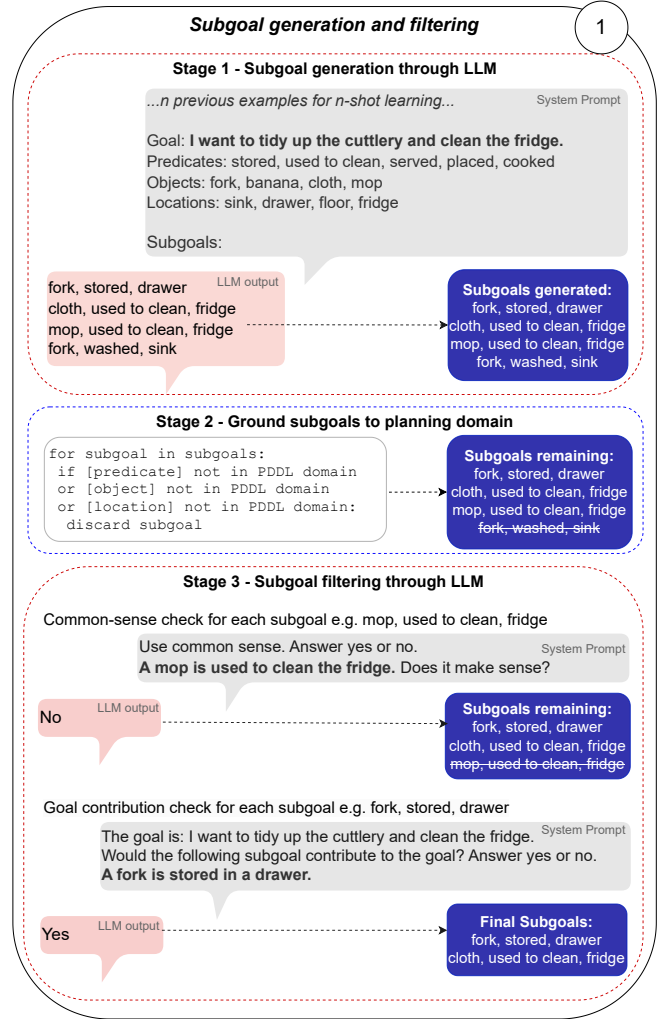 Subgoal generation and filtering
1
Stage 1 - Subgoal generation through LLM
...n previous examples for n-shot learning...
System Prompt
Goal: I want to tidy up the cuttlery and clean the fridge.
Predicates: stored, used to clean, served, placed, cooked
Objects: fork, banana, cloth, mop
Locations: sink, drawer, floor, fridge
Subgoals:
LLM output
fork, stored, drawer
cloth, used to clean, fridge
mop, used to clean, fridge
fork, washed, sink
Subgoals generated:
fork, stored, drawer
cloth, used to clean, fridge
mop, used to clean, fridge
fork, washed, sink
Stage 2 - Ground subgoals to planning domain
for subgoal in subgoals:
if [predicate] not in PDDL domain
or [object] not in PDDL domain
or [location] not in PDDL domain:
discard subgoal
Subgoals remaining:
fork, stored, drawer
cloth, used to clean, fridge
mop, used to clean, fridge
fork, washed, sink
Stage 3 - Subgoal filtering through LLM
Common-sense check for each subgoal e.g. mop, used to clean, fridge
Use common sense. Answer yes or no.
System Prompt
A mop is used to clean the fridge. Does it make sense?
No
LLM output
Subgoals remaining:
fork, stored, drawer
cloth, used to clean, fridge
mop, used to clean, fridge
Goal contribution check for each subgoal e.g. fork, stored, drawer
The goal is: I want to tidy up the cuttlery and clean the fridge.
System Prompt
Would the following subgoal contribute to the goal? Answer yes or no.
A fork is stored in a drawer.
Yes
LLM output
Final Subgoals:
fork, stored, drawer
cloth, used to clean, fridge